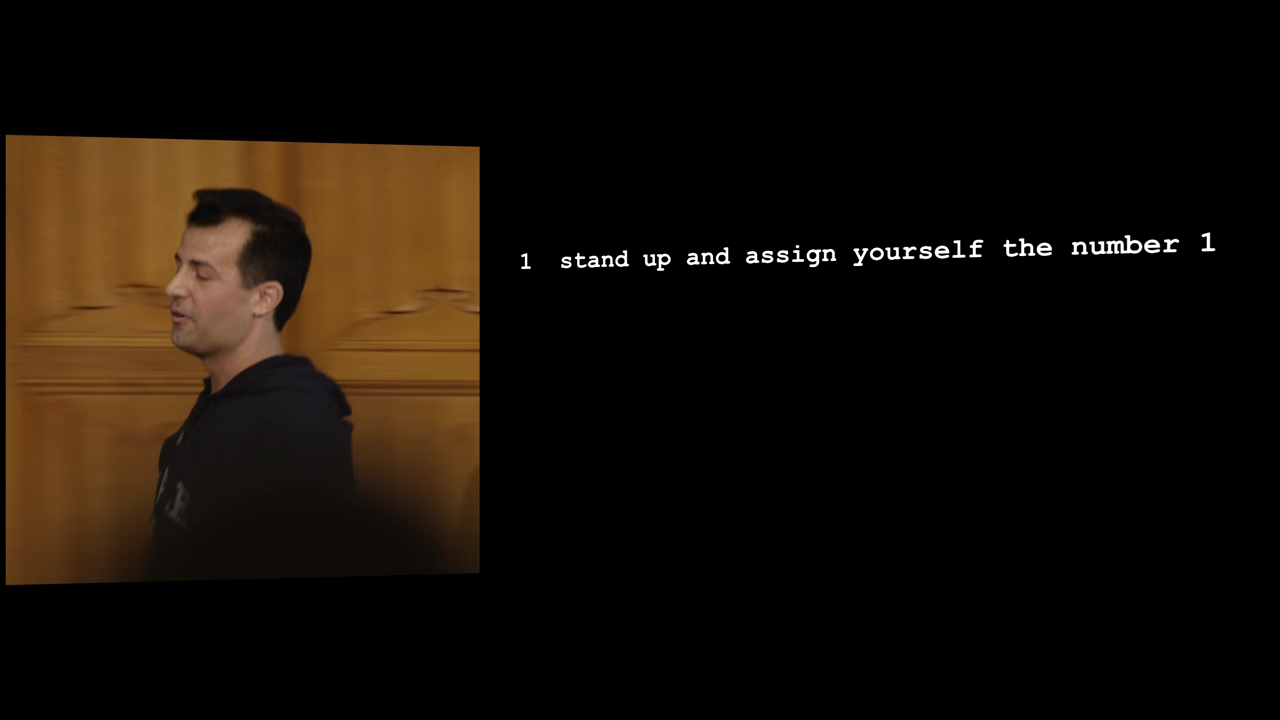 1 stand up and assign yourself the number 1